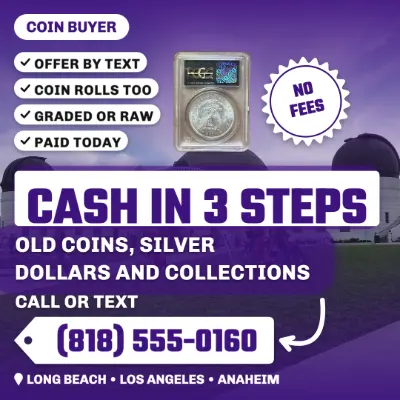 COIN BUYER
OFFER BY TEXT
COIN ROLLS TOO
GRADED OR RAW
PAID TODAY
NO
FEES
CASH IN 3 STEPS
OLD COINS, SILVER
DOLLARS AND COLLECTIONS
CALL OR TEXT
(818) 555-0160
LONG BEACH • LOS ANGELES • ANAHEIM